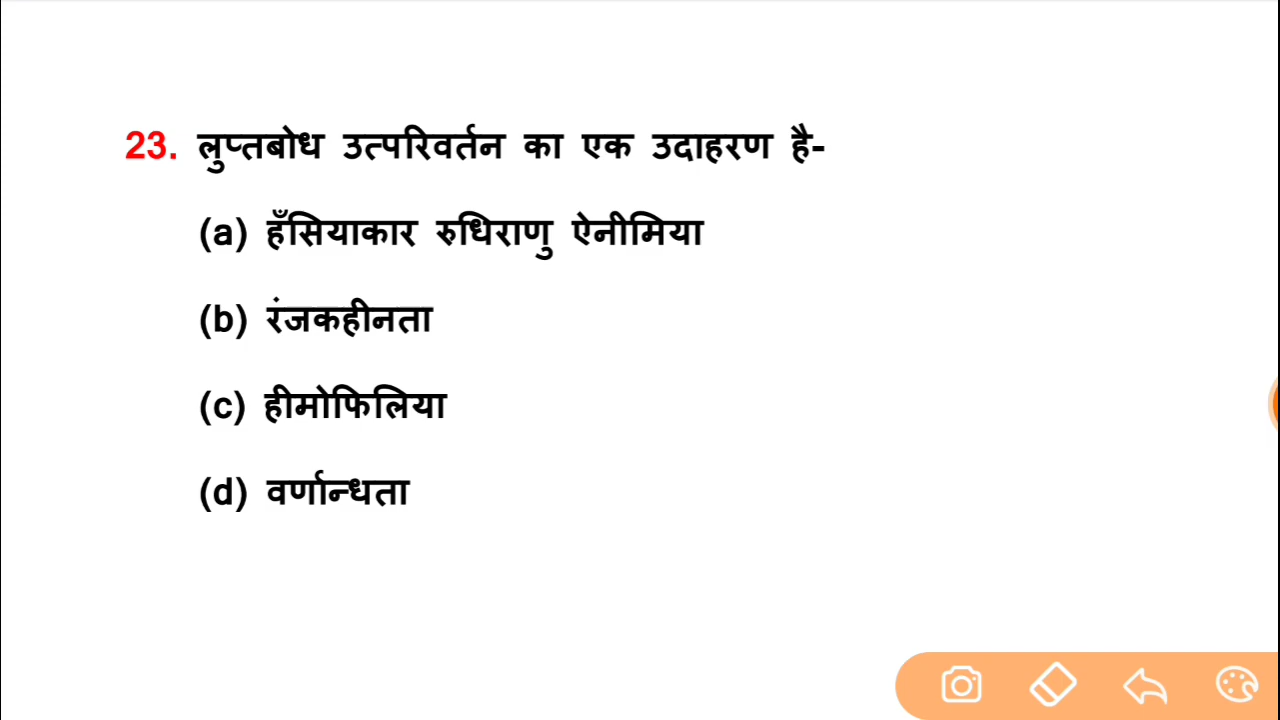 23. लुप्तबोध उत्परिवर्तन का एक उदाहरण है-
(a) हँसियाकार रुधिराणु ऐनीमिया
(b) रंजकहीनता
(c) हीमोफिलिया
(d) वर्णान्धता